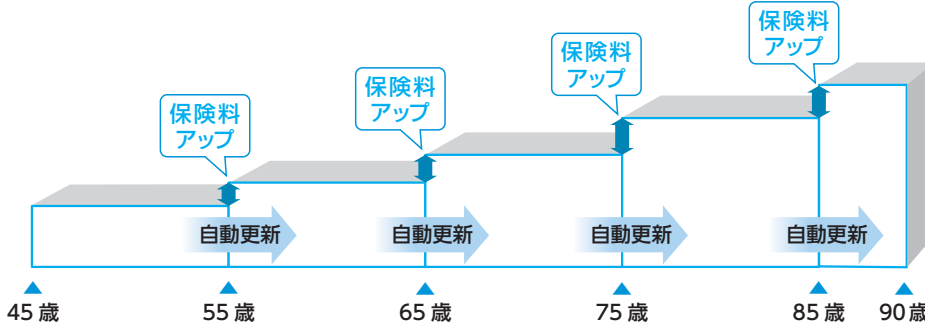 保険料
アップ
保険料
アップ
保険料
アップ
保険料
アップ
自動更新
自動更新
自動更新
自動更新
45歳
55歳
65歳
75歳
85歳
90歳